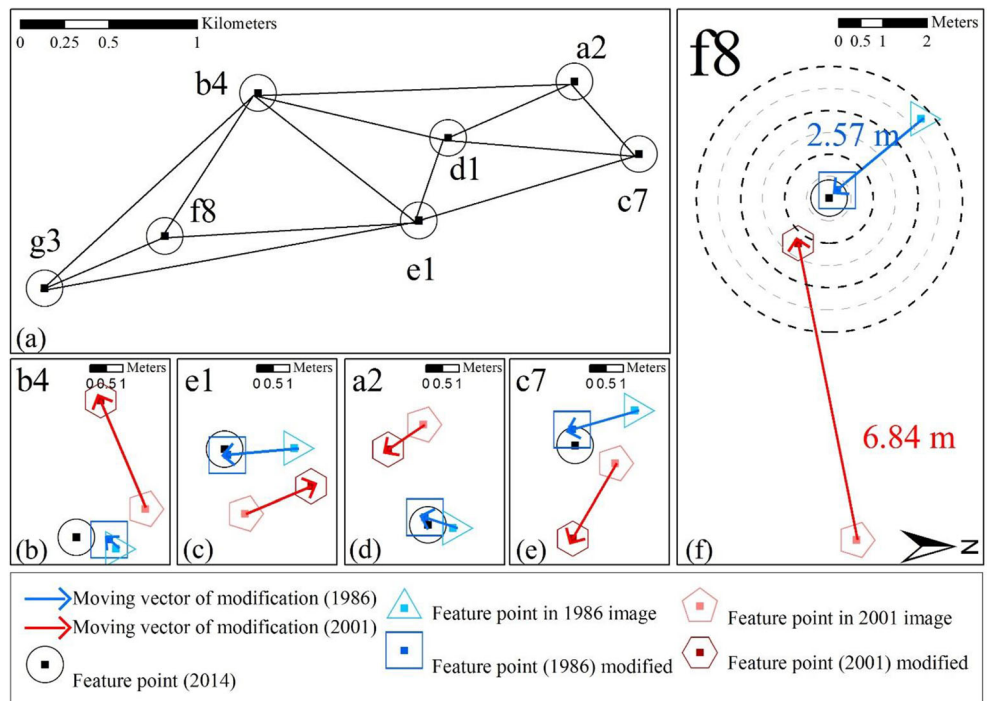 Kilometers
0 0.25 0.5 1
b4
a2
d1
c7
f8
g3
e1
(a)
b4
Meters
0 0.5 1
(b)
e1
Meters
0 0.5 1
(c)
a2
Meters
0 0.5 1
(d)
c7
Meters
0 0.5 1
(e)
f8
Meters
0 0.5 1 2
2.57 m
6.84 m
(f)
N
Moving vector of modification (1986)
Moving vector of modification (2001)
Feature point (2014)
Feature point in 1986 image
Feature point (1986) modified
Feature point in 2001 image
Feature point (2001) modified